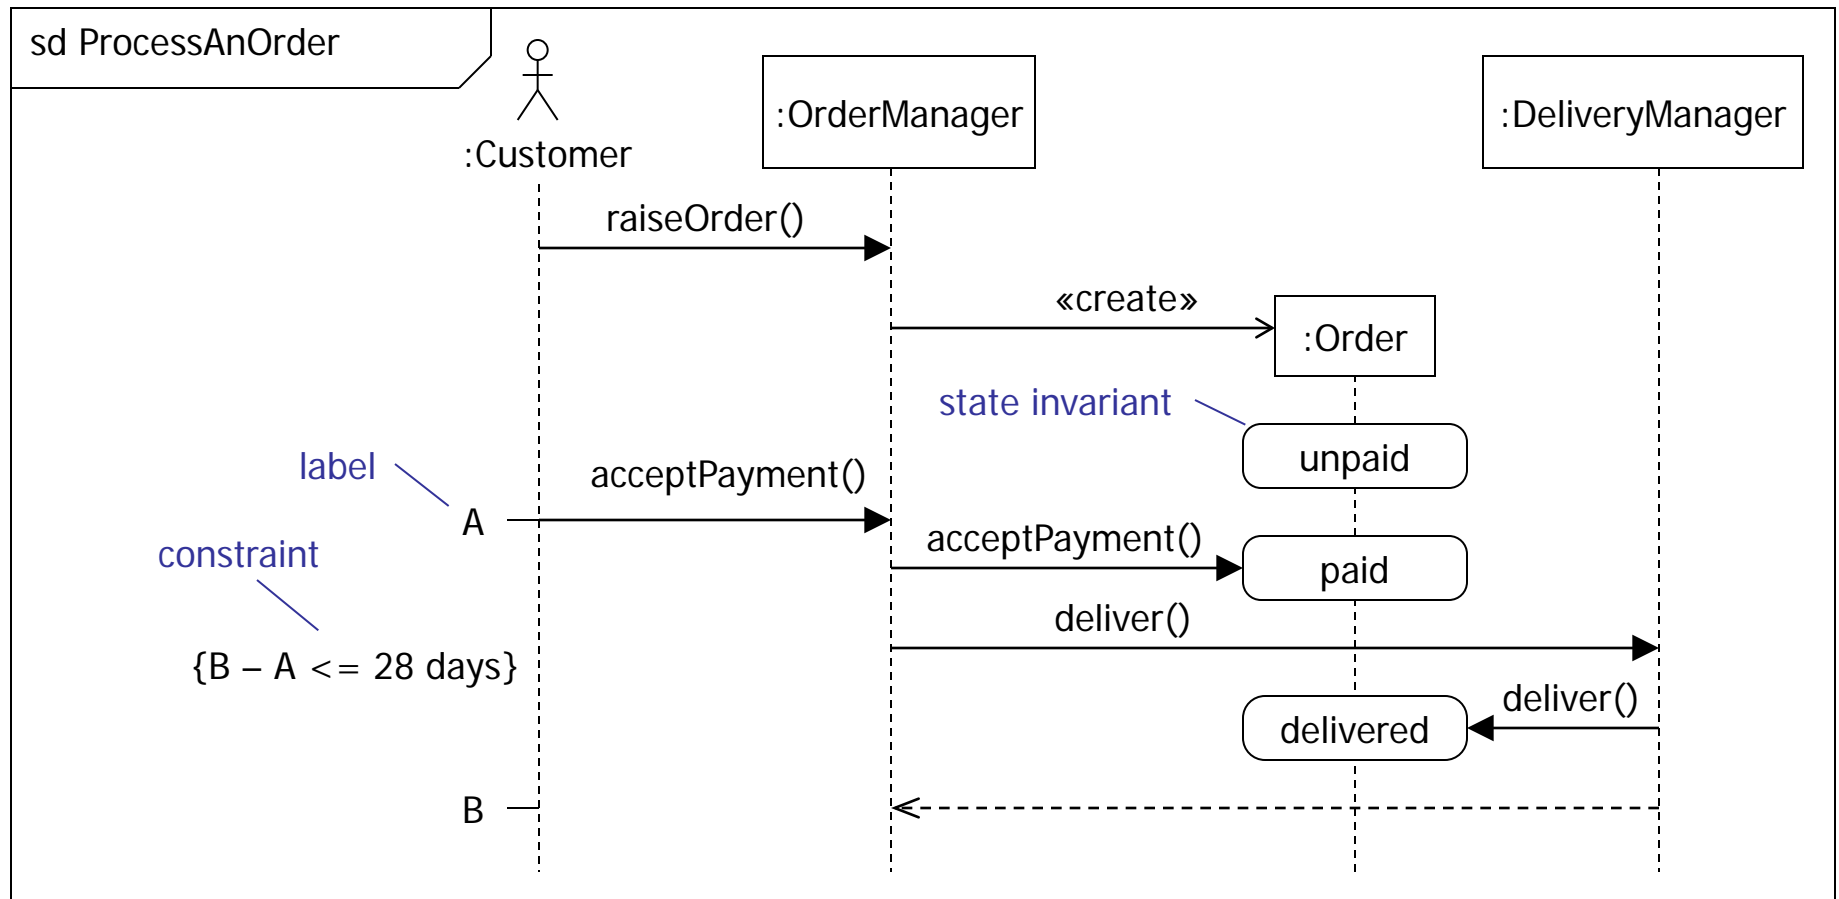 sd ProcessAnOrder
:Customer
:OrderManager
:DeliveryManager
raiseOrder()
«create»
:Order
state invariant
unpaid
label
acceptPayment()
A
constraint
acceptPayment()
paid
deliver()
{B – A <= 28 days}
deliver()
delivered
B